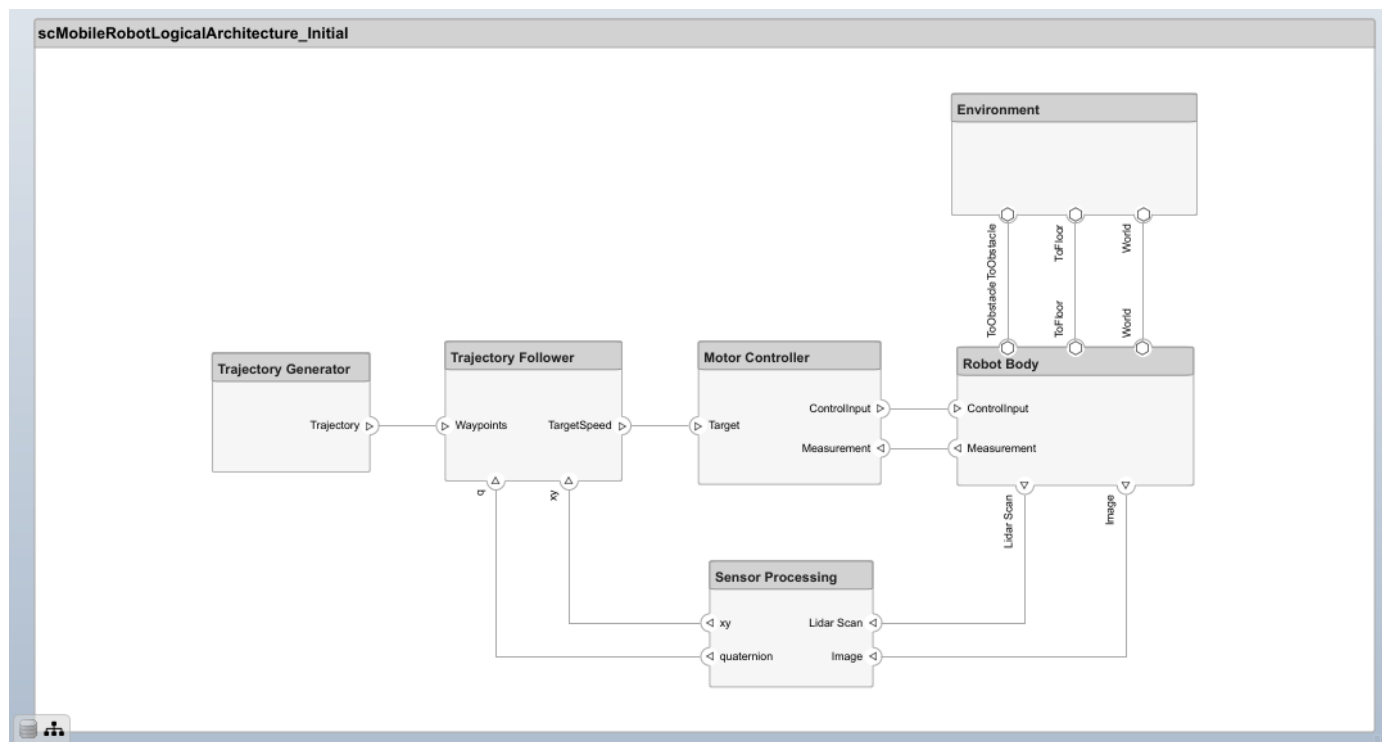 scMobileRobotLogicalArchitecture_Initial
Environment
ToObstacle
ToFloor
World
ToObstacle
ToFloor
World
Trajectory Generator
Trajectory
Trajectory Follower
Waypoints
TargetSpeed
q
xy
Motor Controller
Target
ControlInput
Measurement
Robot Body
ControlInput
Measurement
Lidar Scan
Image
Sensor Processing
xy
Lidar Scan
quaternion
Image